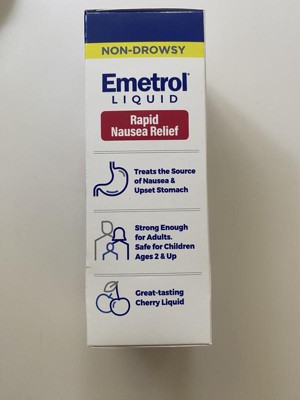 NON-DROWSY
Emetrol®
LIQUID
Rapid
Nausea Relief
Treats the Source
of Nausea &
Upset Stomach
Strong Enough
for Adults.
Safe for Children
Ages 2 & Up
Great-tasting
Cherry Liquid